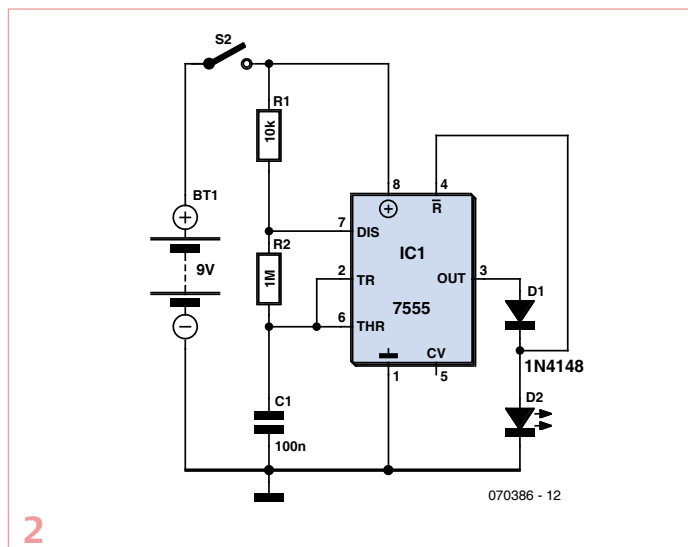 S2
R1
10k
BT1
8
4
R̅
7
DIS
R2
IC1
9V
1M
2
TR
OUT
3
D1
7555
6
THR
1N4148
CV
1
5
D2
C1
100n
070386 - 12
2